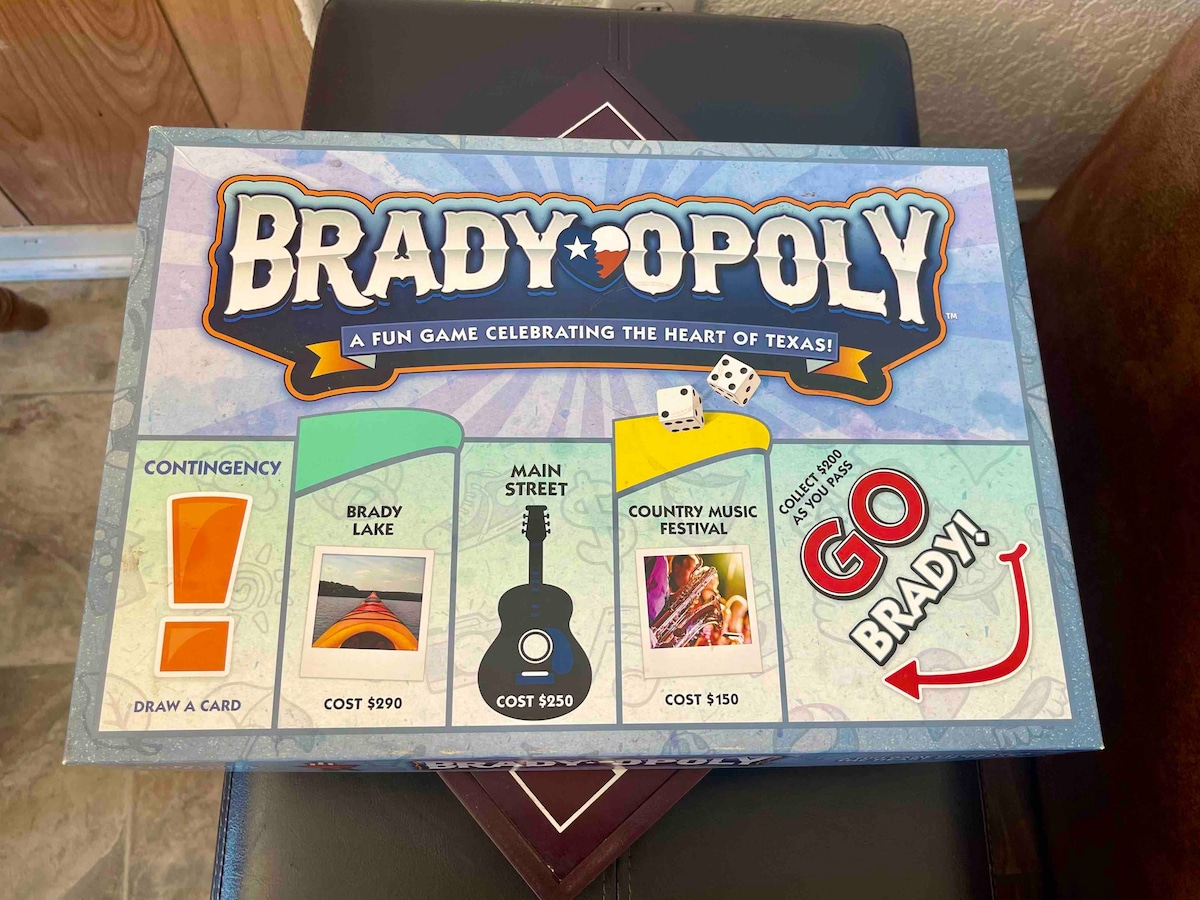 BRADY OPOLY
TM
A FUN GAME CELEBRATING THE HEART OF TEXAS!
CONTINGENCY
DRAW A CARD
BRADY
LAKE
COST $290
MAIN
STREET
COST $250
COUNTRY MUSIC
FESTIVAL
COST $150
COLLECT $200
AS YOU PASS
GO
BRADY!
BRADY OPOLY